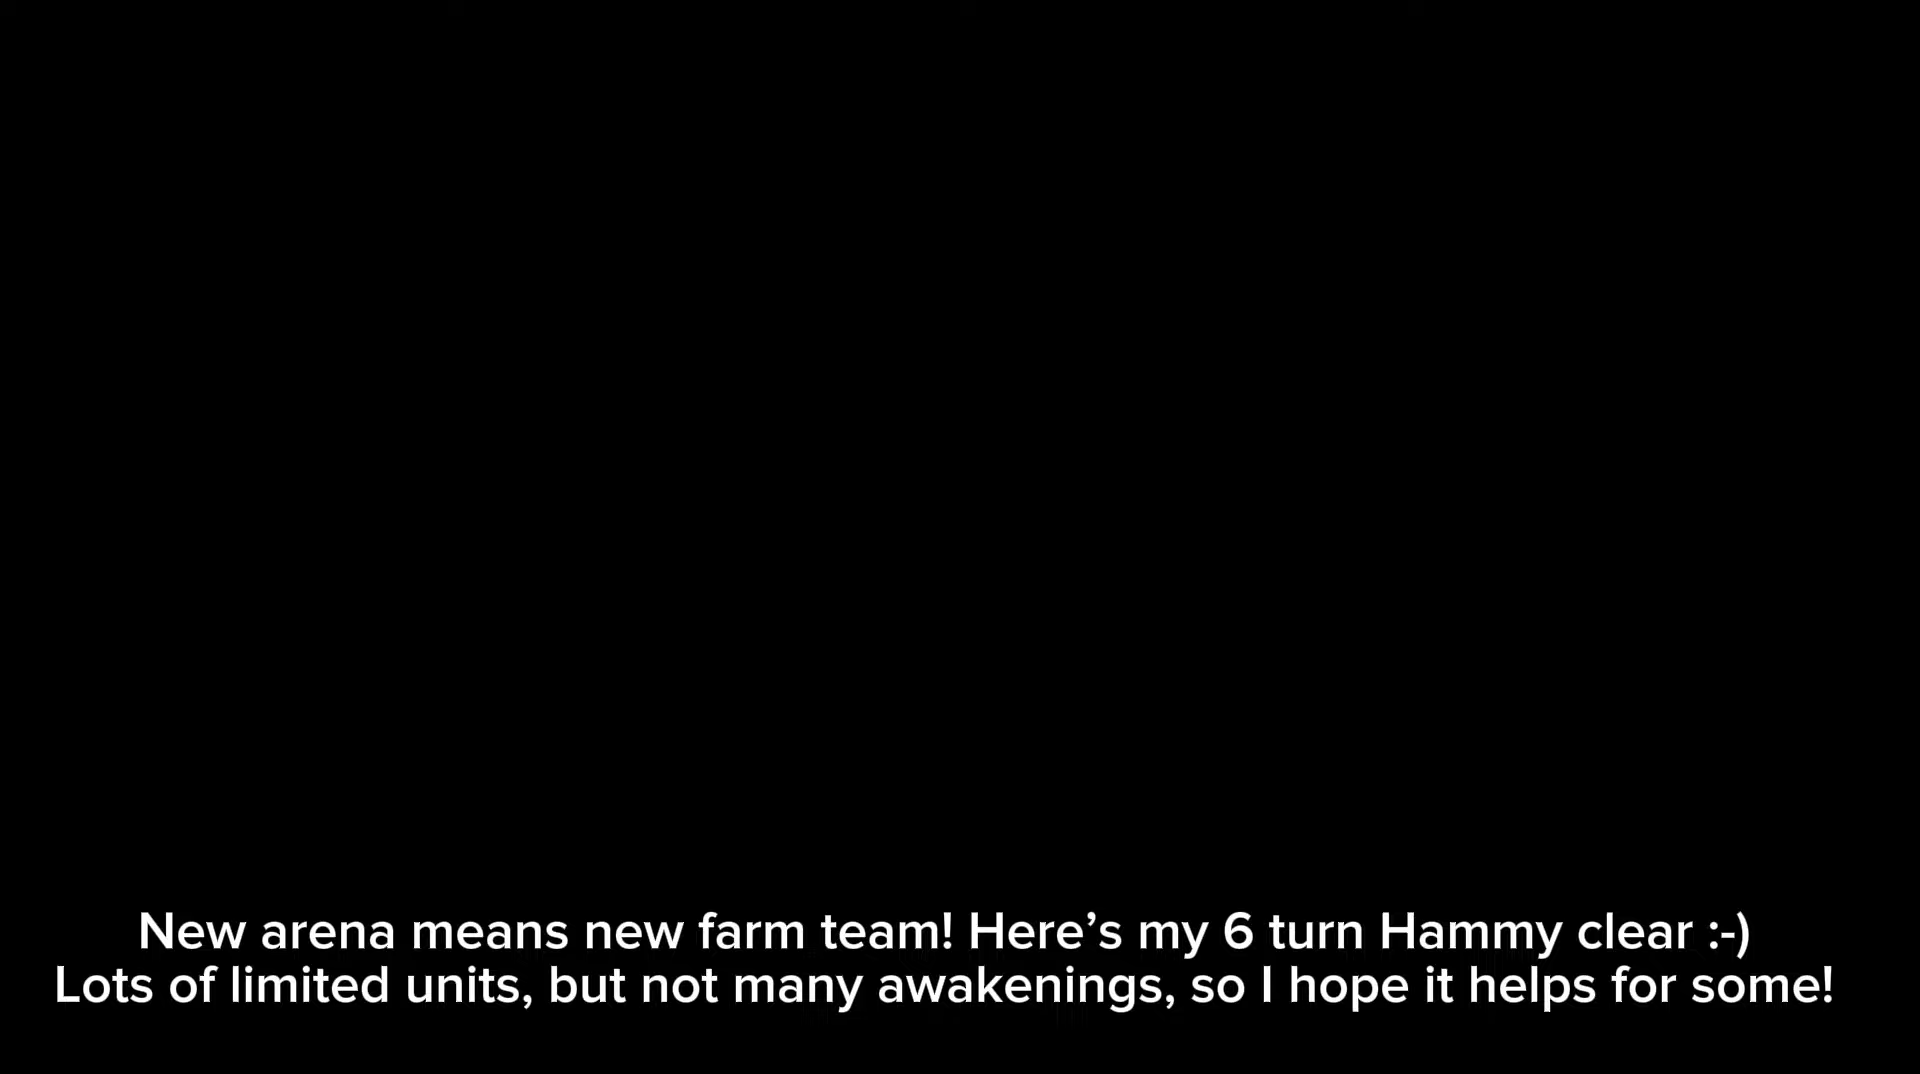 New arena means new farm team! Here’s my 6 turn Hammy clear :-)
Lots of limited units, but not many awakenings, so I hope it helps for some!